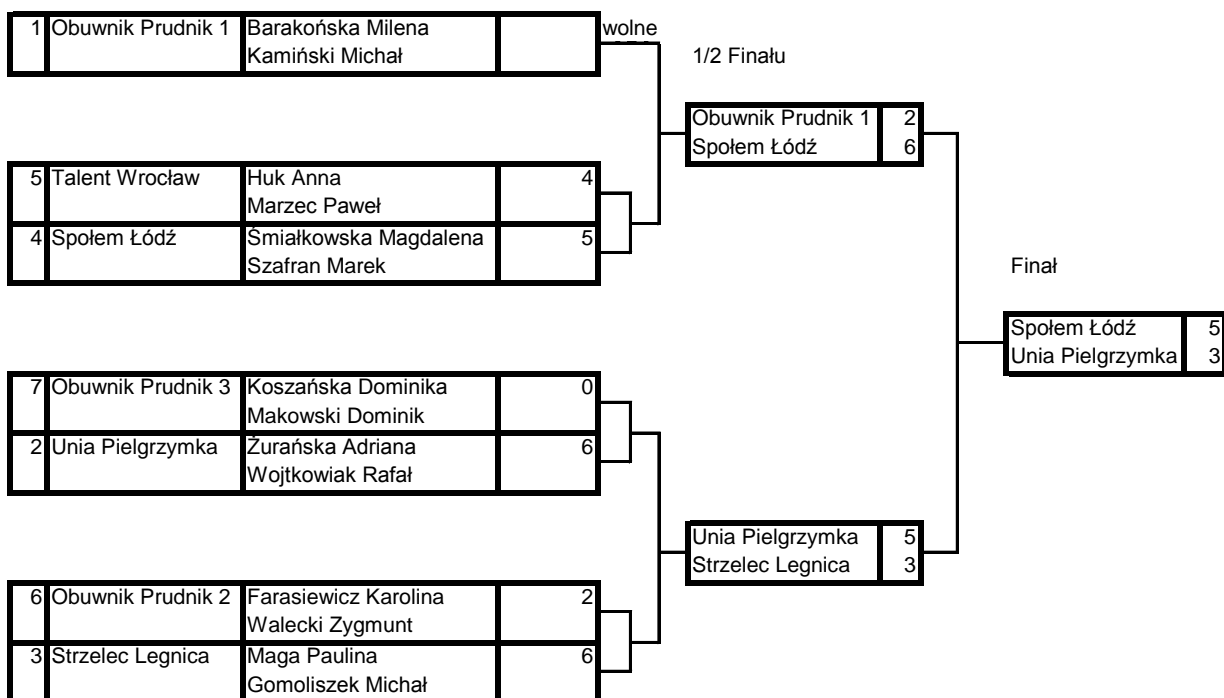 1 Obuwnik Prudnik 1 Barakońska Milena wolne
Kamiński Michał
1/2 Finału
Obuwnik Prudnik 1 2
Społem Łódź 6
5 Talent Wrocław Huk Anna 4
Marzec Paweł
4 Społem Łódź Śmiałkowska Magdalena 5
Szafran Marek
Finał
Społem Łódź 5
Unia Pielgrzymka 3
7 Obuwnik Prudnik 3 Koszańska Dominika 0
Makowski Dominik
2 Unia Pielgrzymka Żurańska Adriana 6
Wojtkowiak Rafał
Unia Pielgrzymka 5
Strzelec Legnica 3
6 Obuwnik Prudnik 2 Farasiewicz Karolina 2
Walecki Zygmunt
3 Strzelec Legnica Maga Paulina 6
Gomoliszek Michał